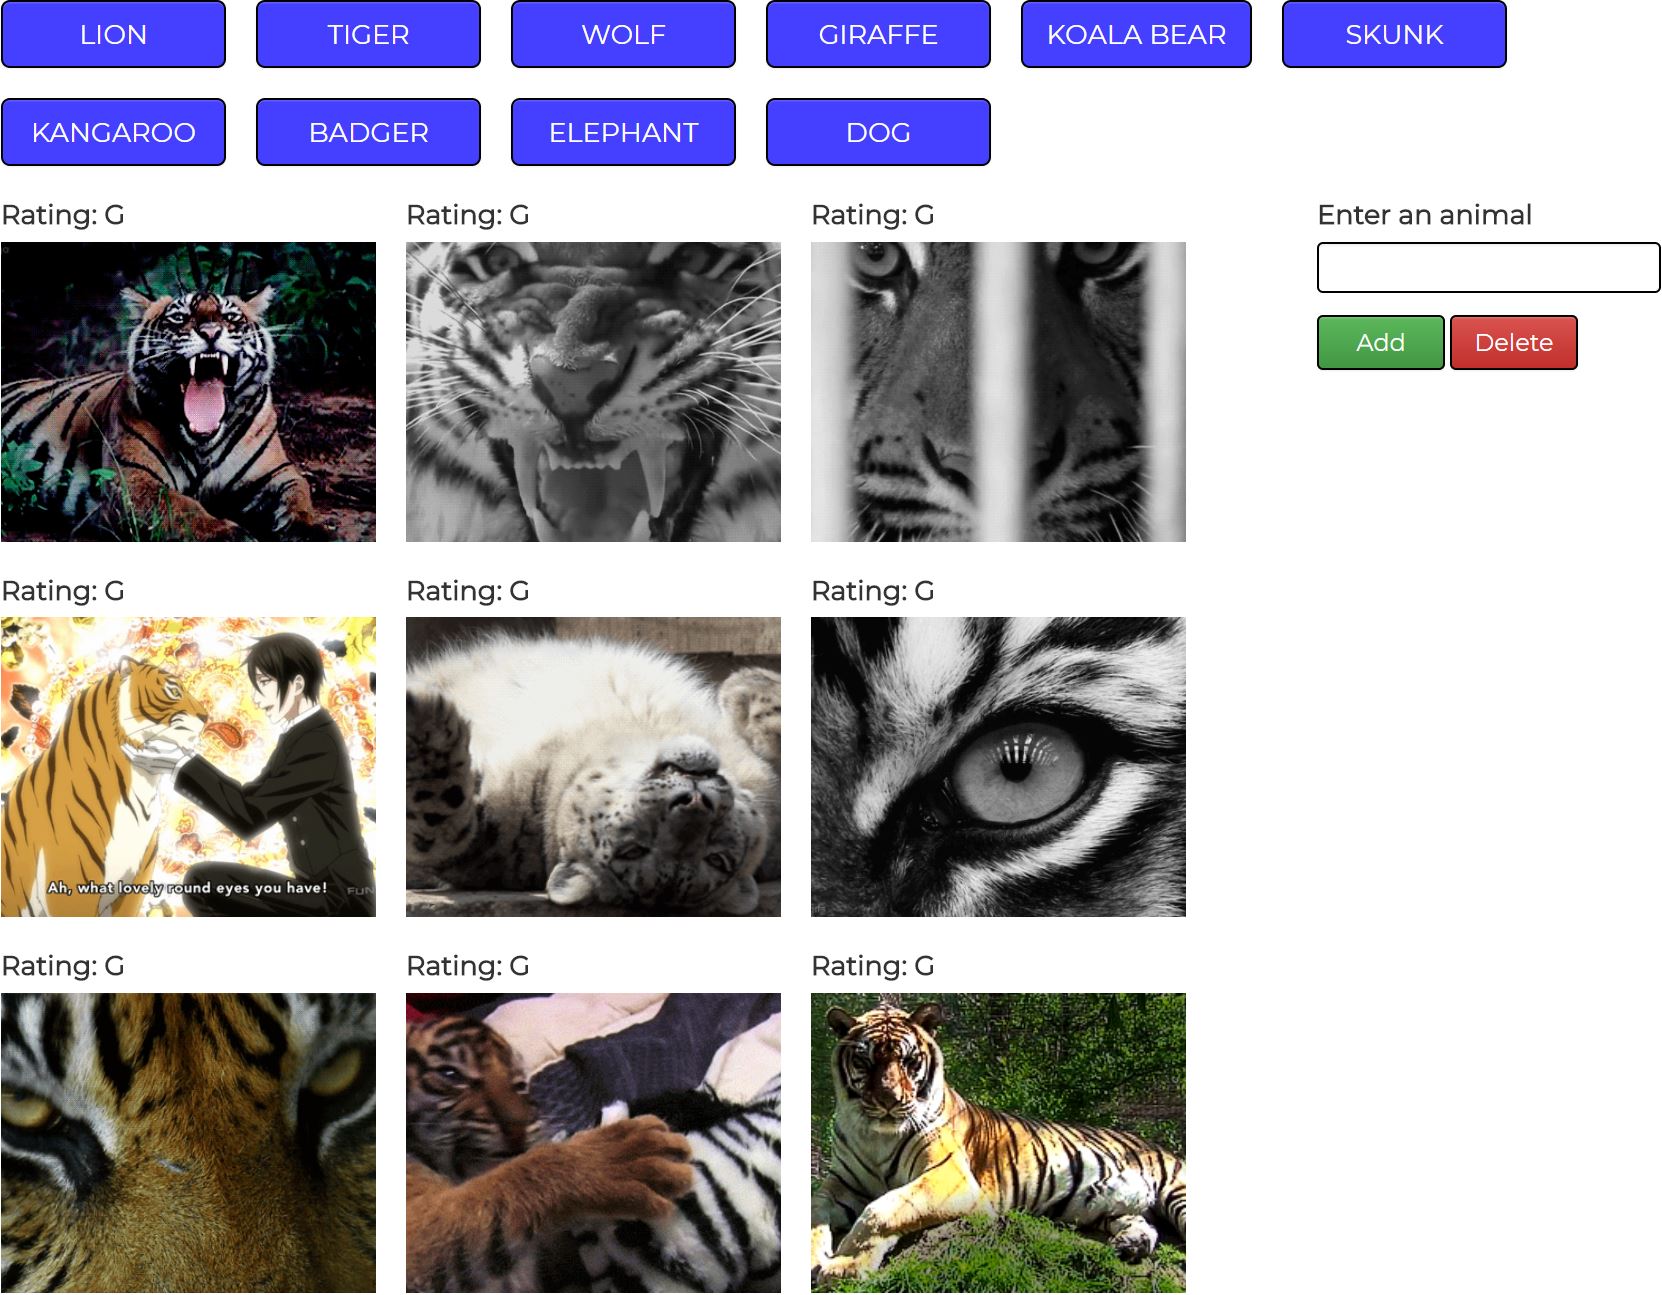 LION TIGER WOLF GIRAFFE KOALA BEAR SKUNK
KANGAROO BADGER ELEPHANT DOG
Rating: G Rating: G Rating: G Enter an animal
Add Delete
Rating: G Rating: G Rating: G
Ah, what lovely round eyes you have!
FUN
Rating: G Rating: G Rating: G